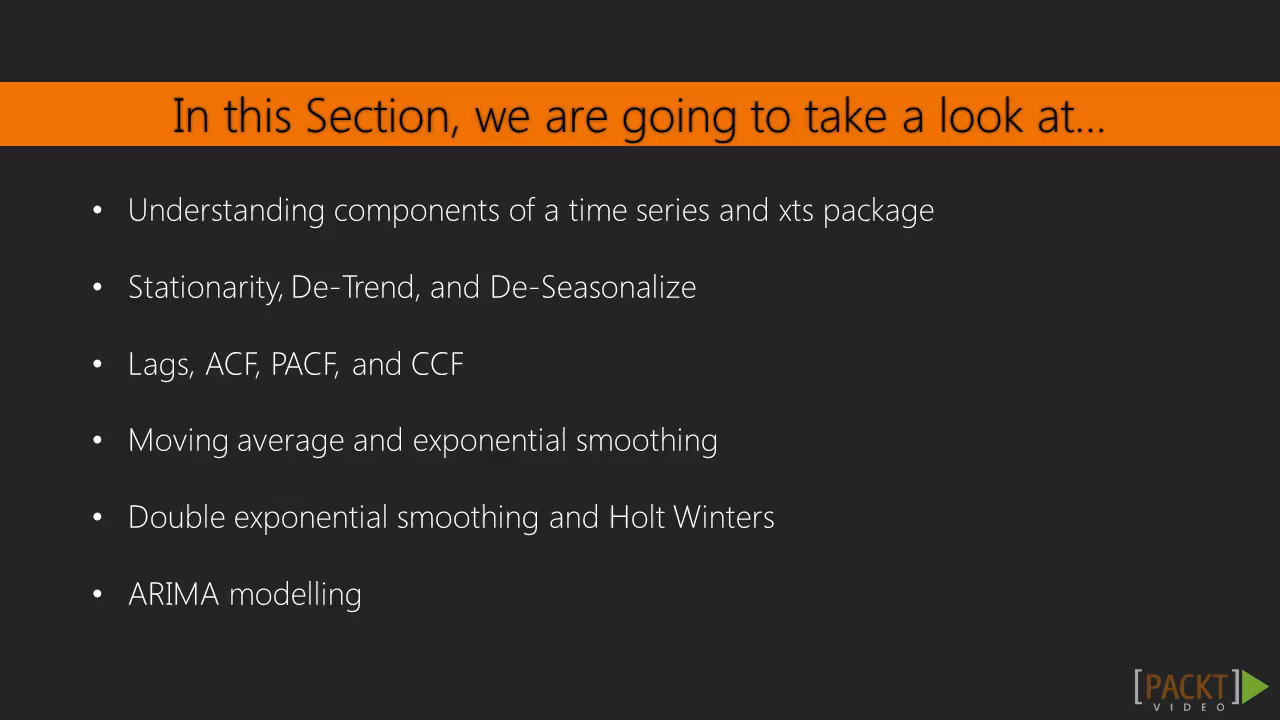 In this Section, we are going to take a look at...
• Understanding components of a time series and xts package
• Stationarity, De-Trend, and De-Seasonalize
• Lags, ACF, PACF, and CCF
• Moving average and exponential smoothing
• Double exponential smoothing and Holt Winters
• ARIMA modelling
[PACKT]
VIDEO